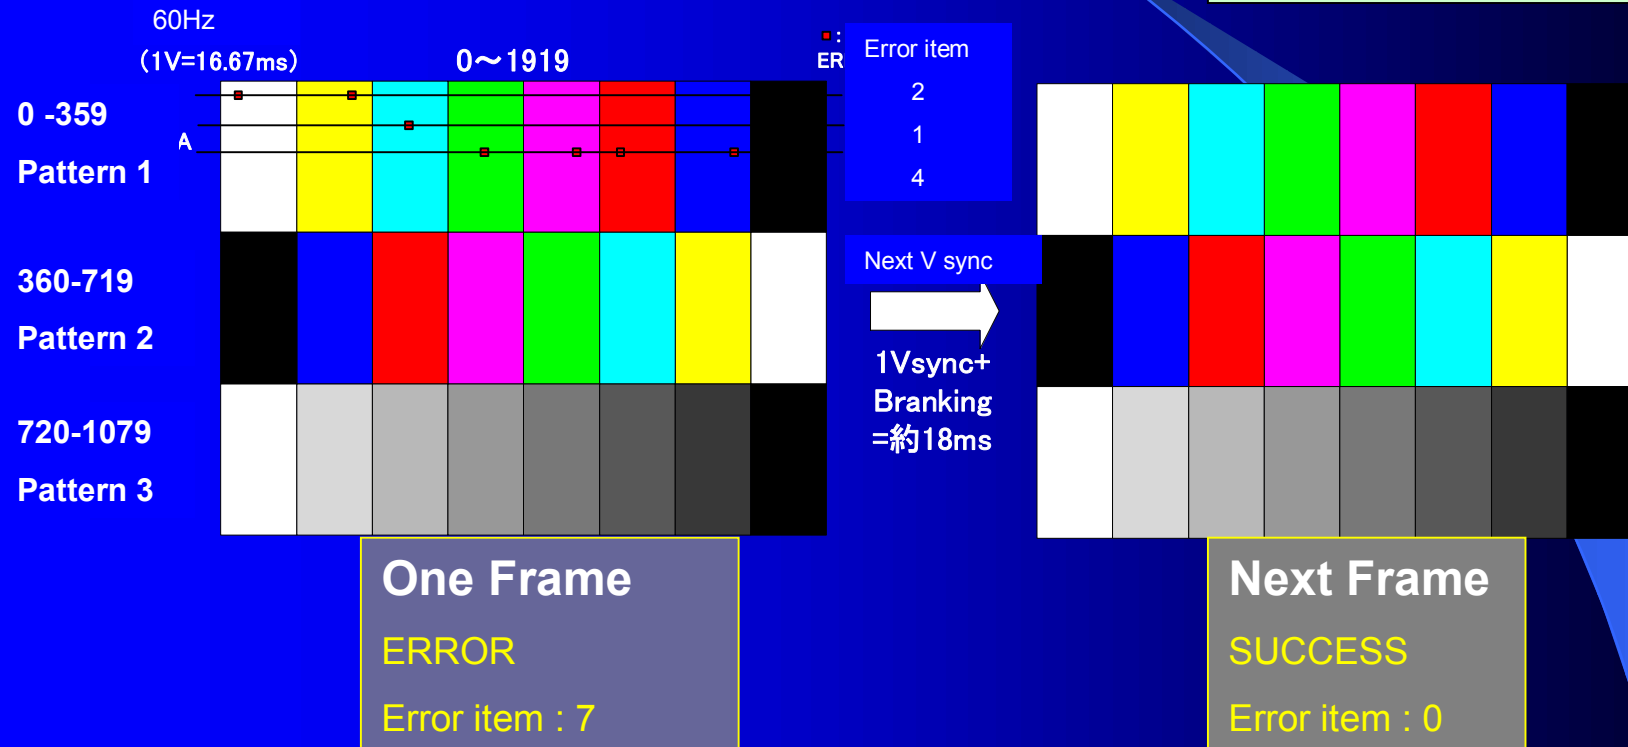 60Hz
（1V=16.67ms）
0～1919
:
ER
Error item
2
1
4
0 -359
A
Pattern 1
360-719
Pattern 2
720-1079
Pattern 3
Next V sync
1Vsync+
Branking
=約18ms
One Frame
ERROR
Error item : 7
Next Frame
SUCCESS
Error item : 0